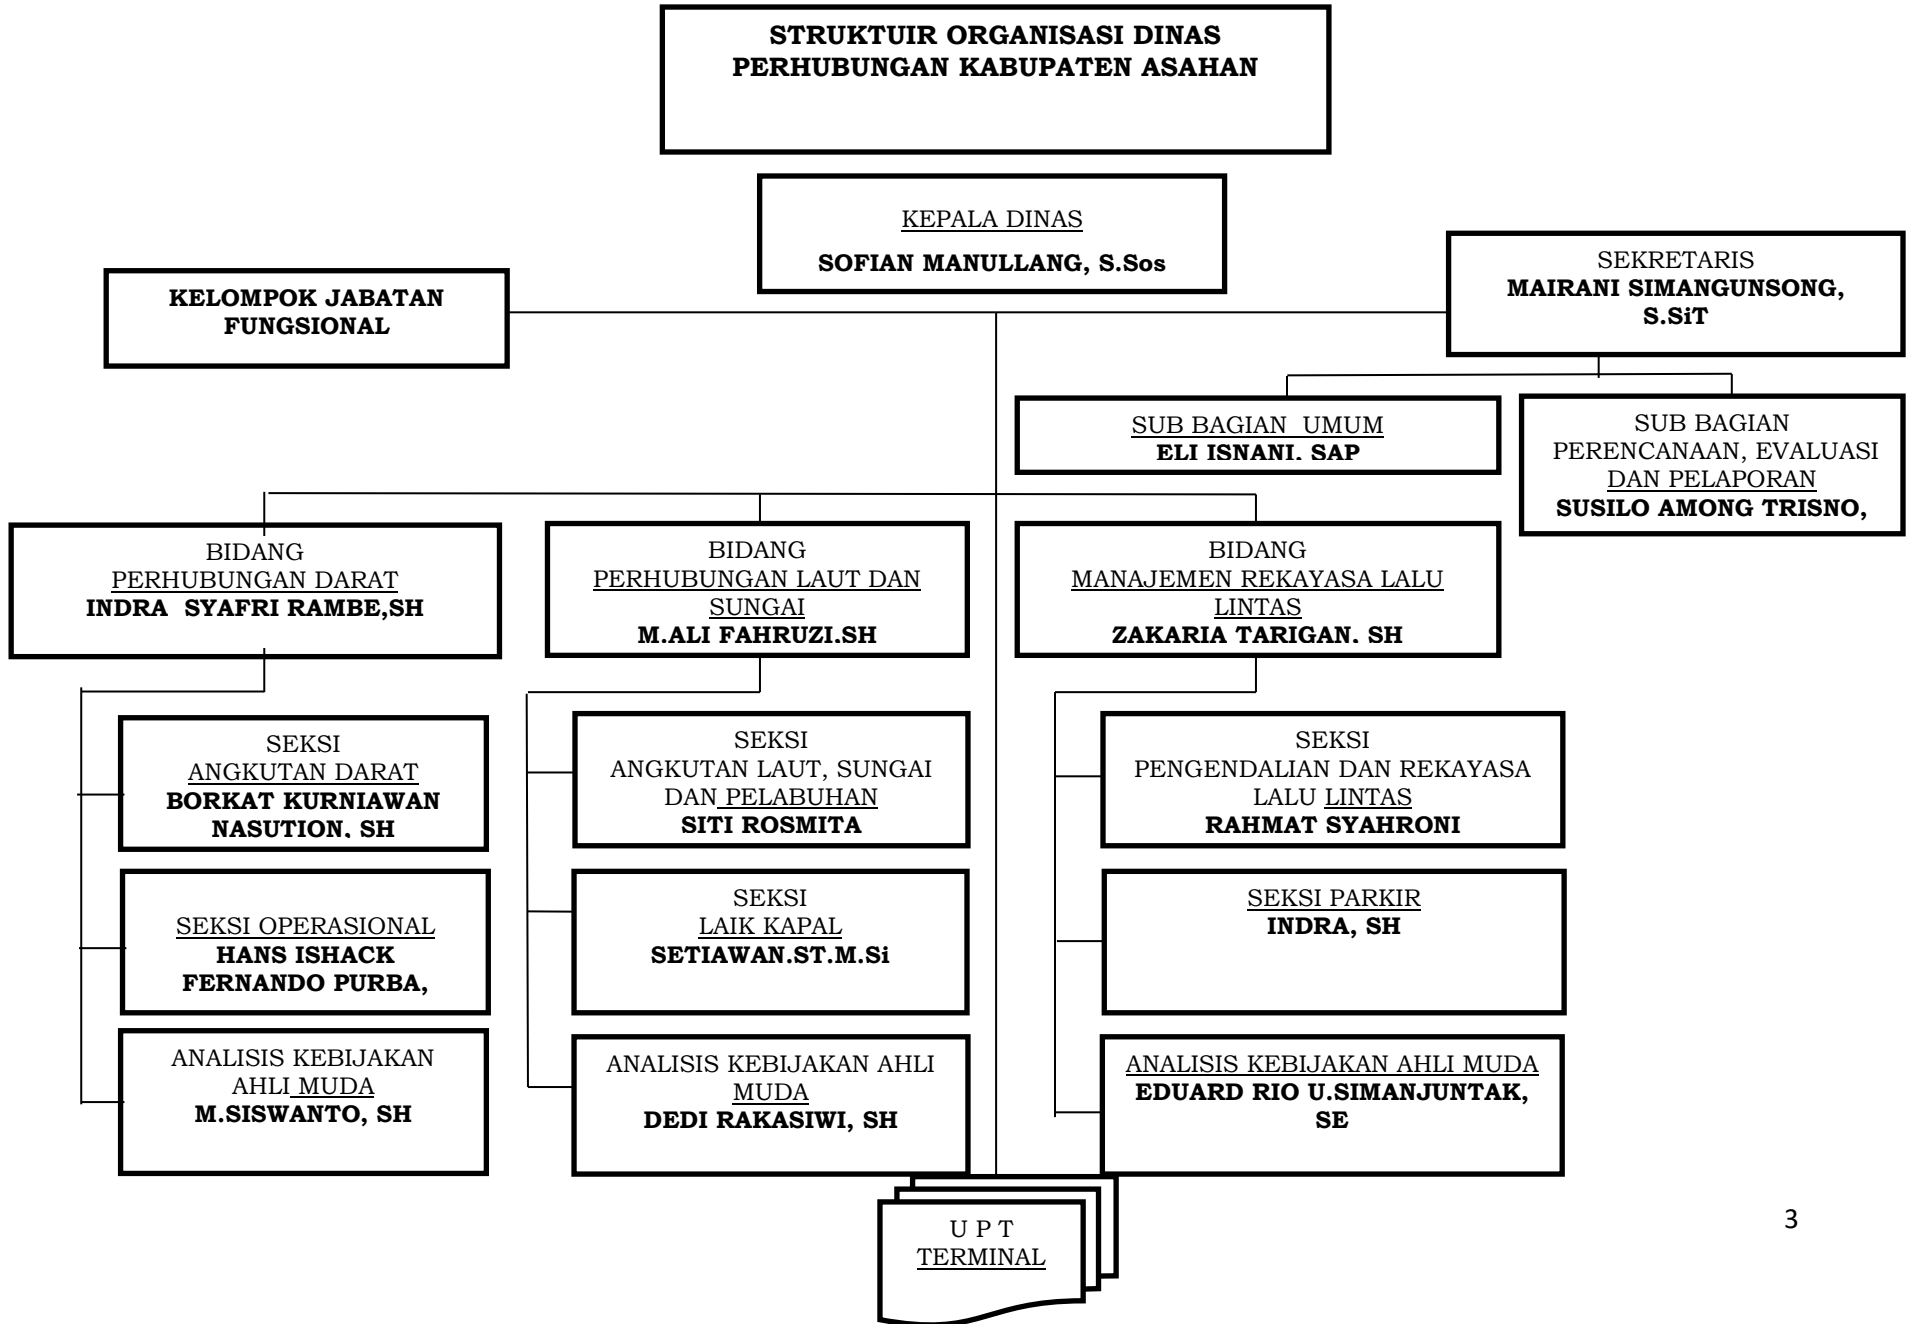 STRUKTUIR ORGANISASI DINAS
PERHUBUNGAN KABUPATEN ASAHAN
KEPALA DINAS
SOFIAN MANULLANG, S.Sos
KELOMPOK JABATAN
FUNGSIONAL
SEKRETARIS
MAIRANI SIMANGUNSONG,
S.SiT
SUB BAGIAN  UMUM
ELI ISNANI. SAP
SUB BAGIAN
PERENCANAAN, EVALUASI
DAN PELAPORAN
SUSILO AMONG TRISNO,
BIDANG
PERHUBUNGAN DARAT
INDRA  SYAFRI RAMBE,SH
BIDANG
PERHUBUNGAN LAUT DAN
SUNGAI
M.ALI FAHRUZI.SH
BIDANG
MANAJEMEN REKAYASA LALU
LINTAS
ZAKARIA TARIGAN. SH
SEKSI
ANGKUTAN DARAT
BORKAT KURNIAWAN
NASUTION. SH
SEKSI OPERASIONAL
HANS ISHACK
FERNANDO PURBA,
ANALISIS KEBIJAKAN
AHLI MUDA
M.SISWANTO, SH
SEKSI
ANGKUTAN LAUT, SUNGAI
DAN PELABUHAN
SITI ROSMITA
SEKSI
LAIK KAPAL
SETIAWAN.ST.M.Si
ANALISIS KEBIJAKAN AHLI
MUDA
DEDI RAKASIWI, SH
SEKSI
PENGENDALIAN DAN REKAYASA
LALU LINTAS
RAHMAT SYAHRONI
SEKSI PARKIR
INDRA, SH
ANALISIS KEBIJAKAN AHLI MUDA
EDUARD RIO U.SIMANJUNTAK,
SE
U P T
TERMINAL
3